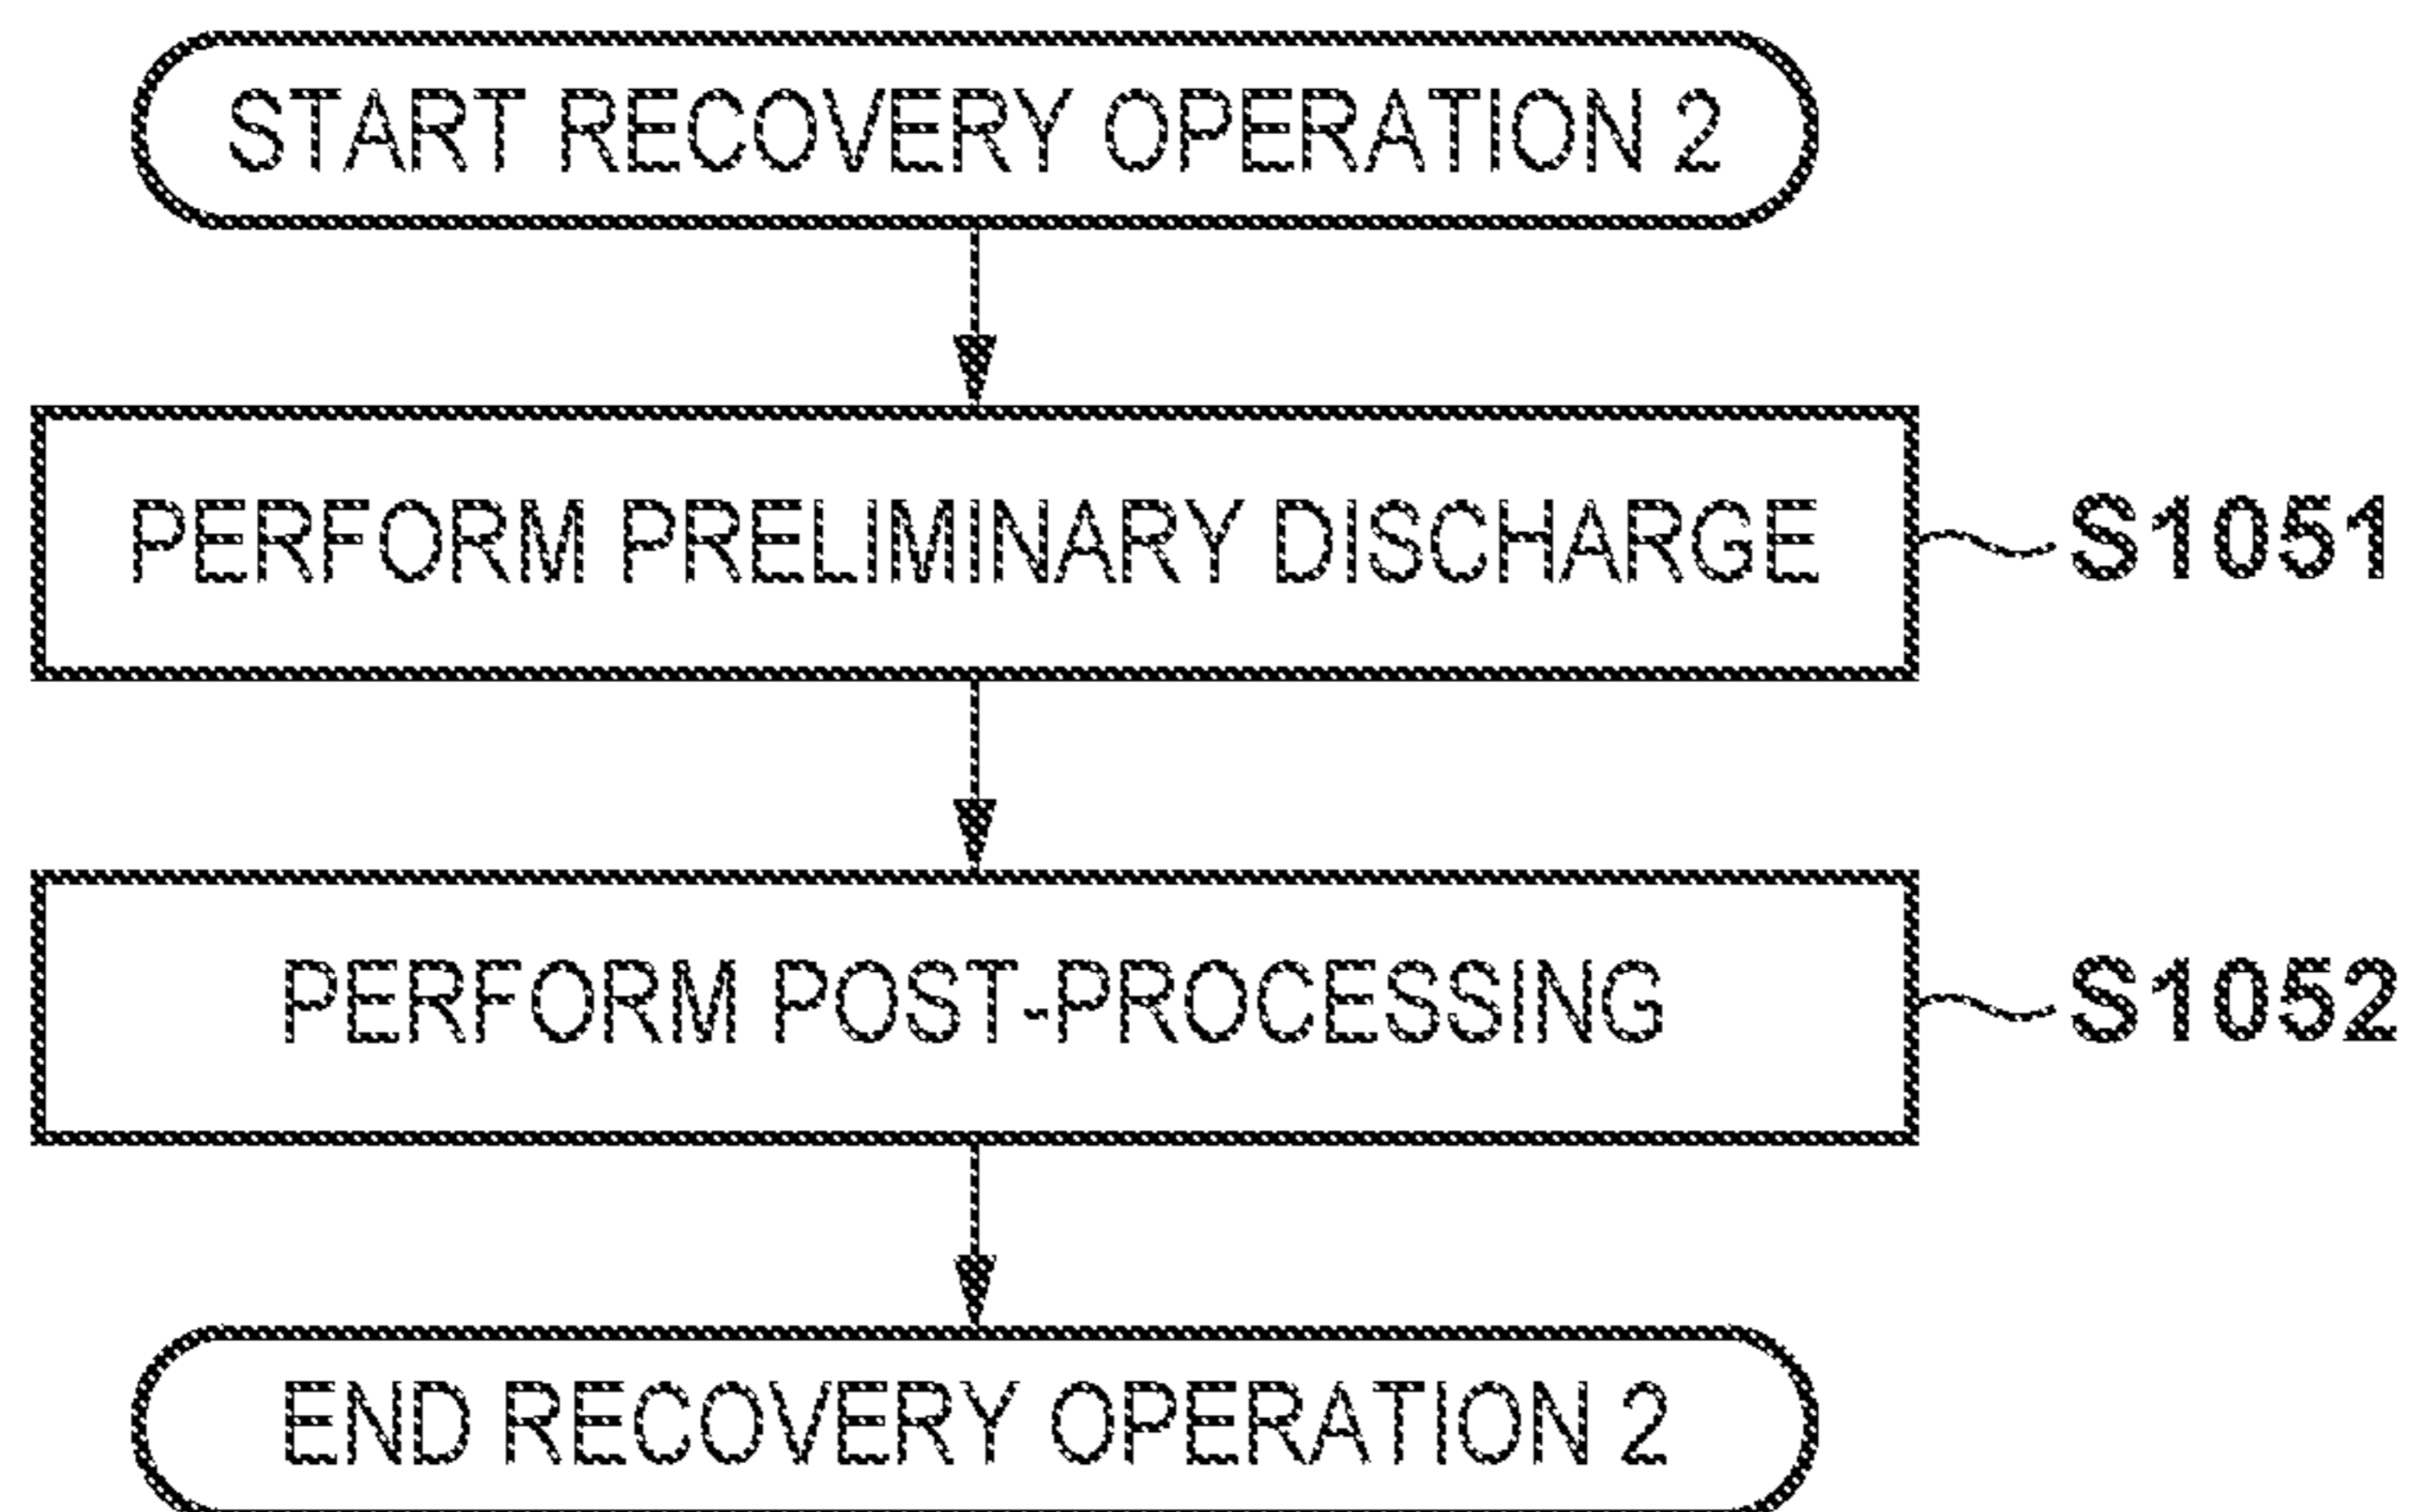 START RECOVERY OPERATION 2
PERFORM PRELIMINARY DISCHARGE
S1051
PERFORM POST-PROCESSING
S1052
END RECOVERY OPERATION 2